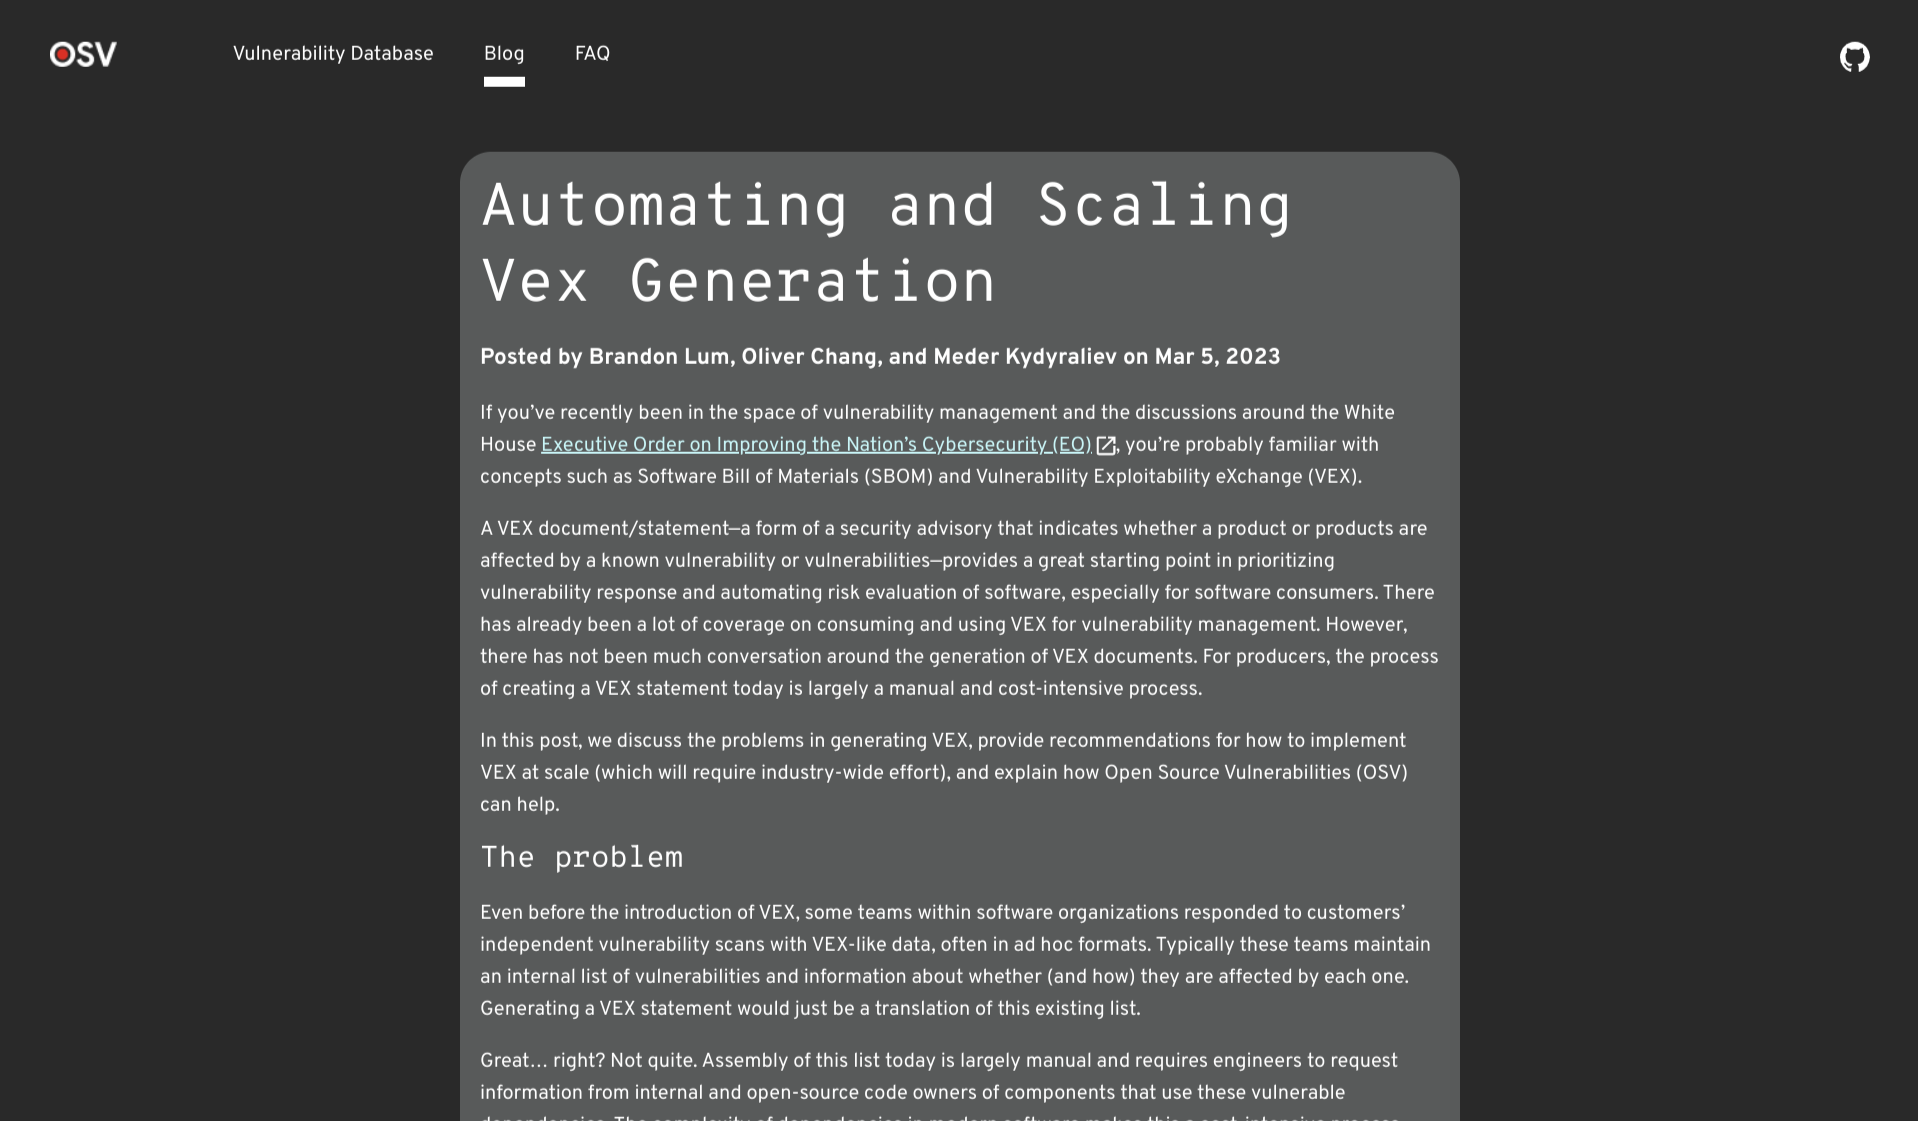 OSV
Vulnerability Database
Blog
FAQ
Automating and Scaling
Vex Generation
Posted by Brandon Lum, Oliver Chang, and Meder Kydyraliev on Mar 5, 2023
If you’ve recently been in the space of vulnerability management and the discussions around the White
House Executive Order on Improving the Nation’s Cybersecurity (EO), you’re probably familiar with
concepts such as Software Bill of Materials (SBOM) and Vulnerability Exploitability eXchange (VEX).
A VEX document/statement—a form of a security advisory that indicates whether a product or products are
affected by a known vulnerability or vulnerabilities—provides a great starting point in prioritizing
vulnerability response and automating risk evaluation of software, especially for software consumers. There
has already been a lot of coverage on consuming and using VEX for vulnerability management. However,
there has not been much conversation around the generation of VEX documents. For producers, the process
of creating a VEX statement today is largely a manual and cost-intensive process.
In this post, we discuss the problems in generating VEX, provide recommendations for how to implement
VEX at scale (which will require industry-wide effort), and explain how Open Source Vulnerabilities (OSV)
can help.
The problem
Even before the introduction of VEX, some teams within software organizations responded to customers’
independent vulnerability scans with VEX-like data, often in ad hoc formats. Typically these teams maintain
an internal list of vulnerabilities and information about whether (and how) they are affected by each one.
Generating a VEX statement would just be a translation of this existing list.
Great… right? Not quite. Assembly of this list today is largely manual and requires engineers to request
information from internal and open-source code owners of components that use these vulnerable
dependencies. The complexity of dependencies in modern software makes this a cost-intensive process